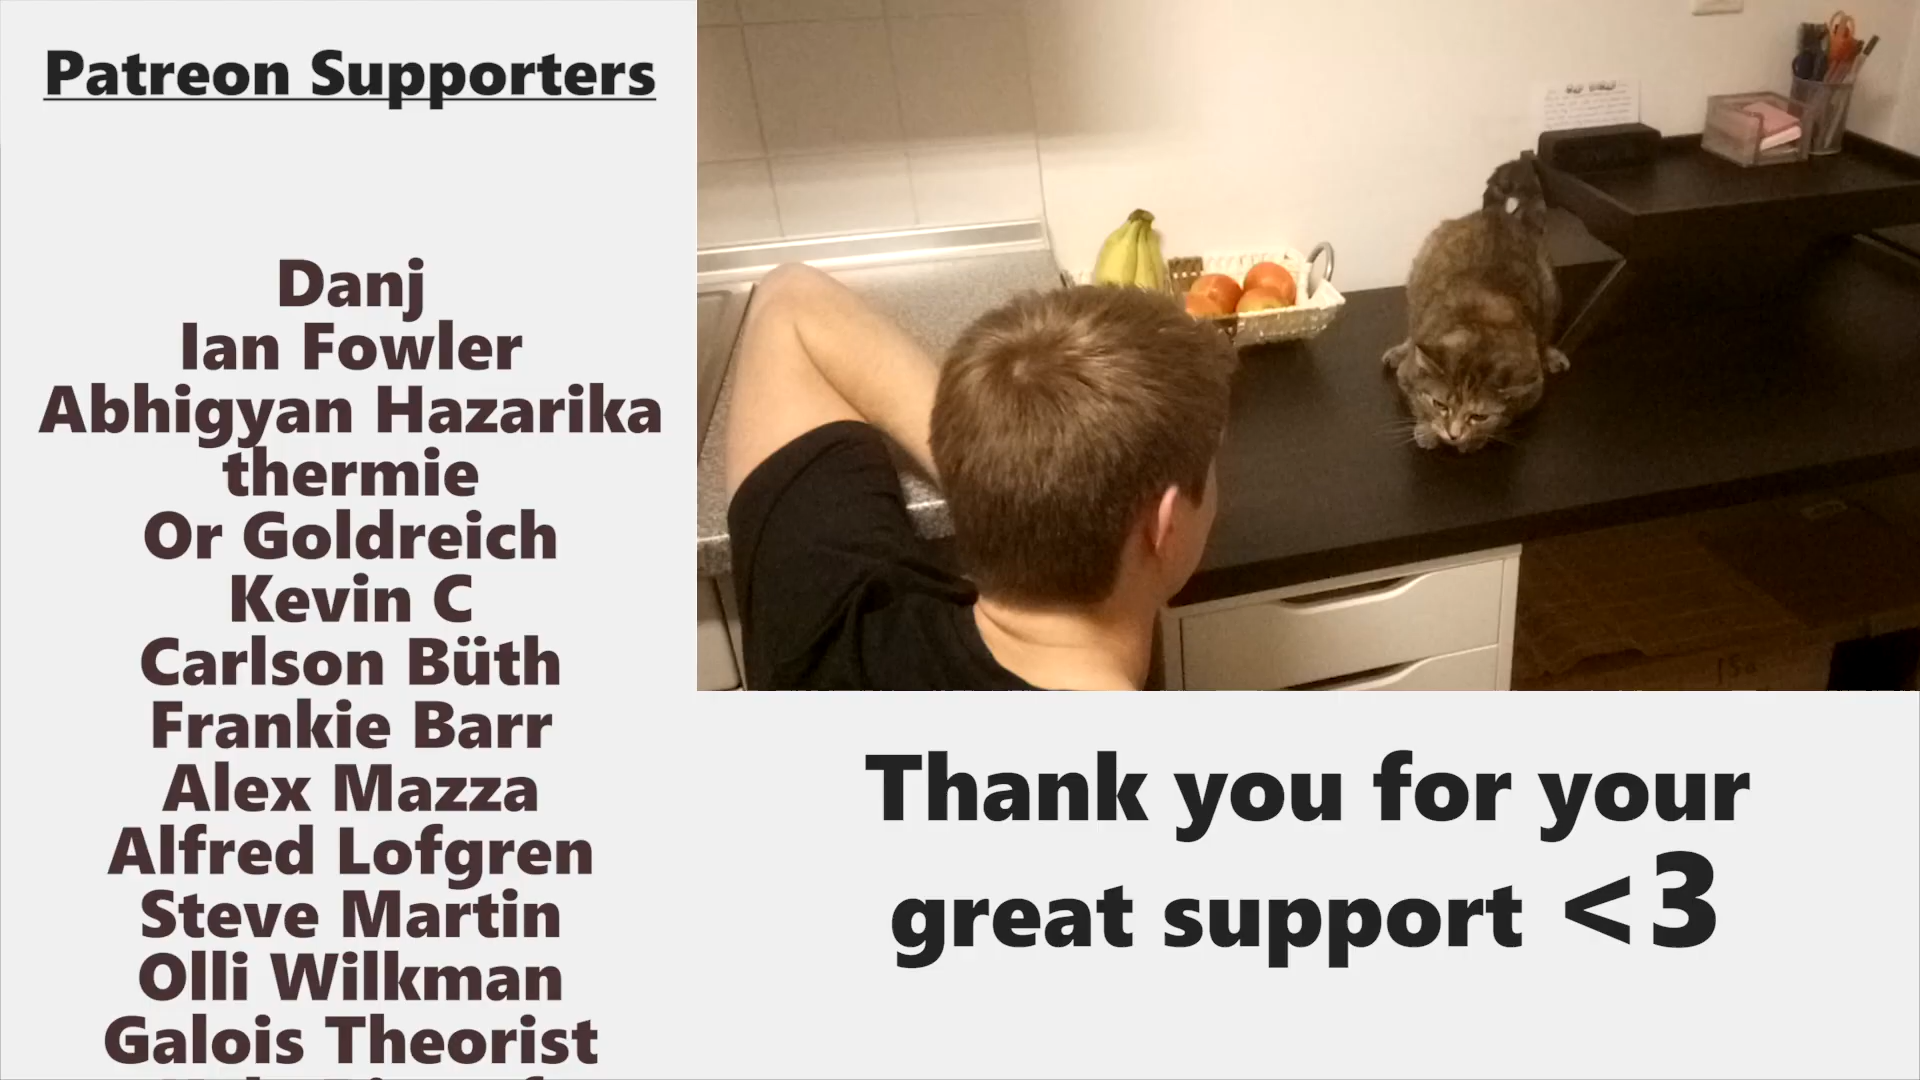 Patreon Supporters
Danj
Ian Fowler
Abhigyan Hazarika
thermie
Or Goldreich
Kevin C
Carlson Büth
Frankie Barr
Alex Mazza
Alfred Lofgren
Steve Martin
Olli Wilkman
Galois Theorist
Thank you for your
great support <3